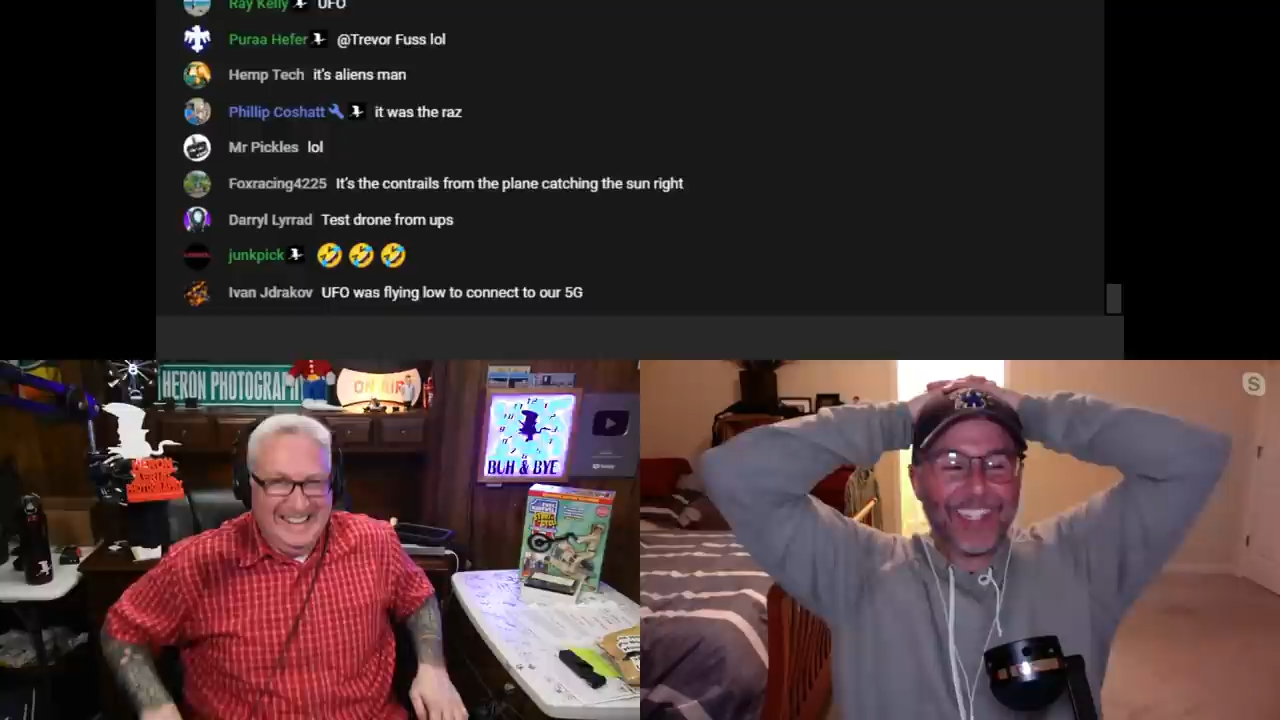 Ray Kelly UFO
Puraa Hefer @Trevor Fuss lol
Hemp Tech it's aliens man
Phillip Coshatt it was the raz
Mr Pickles lol
Foxracing4225 It's the contrails from the plane catching the sun right
Darryl Lyrrad Test drone from ups
junkpick 🤣 🤣 🤣
Ivan Jdrakov UFO was flying low to connect to our 5G
HERON PHOTOGRAPH
ON AIR
HERON
AERIAL
PHOTOGRAPHY
BUH & BYE
S